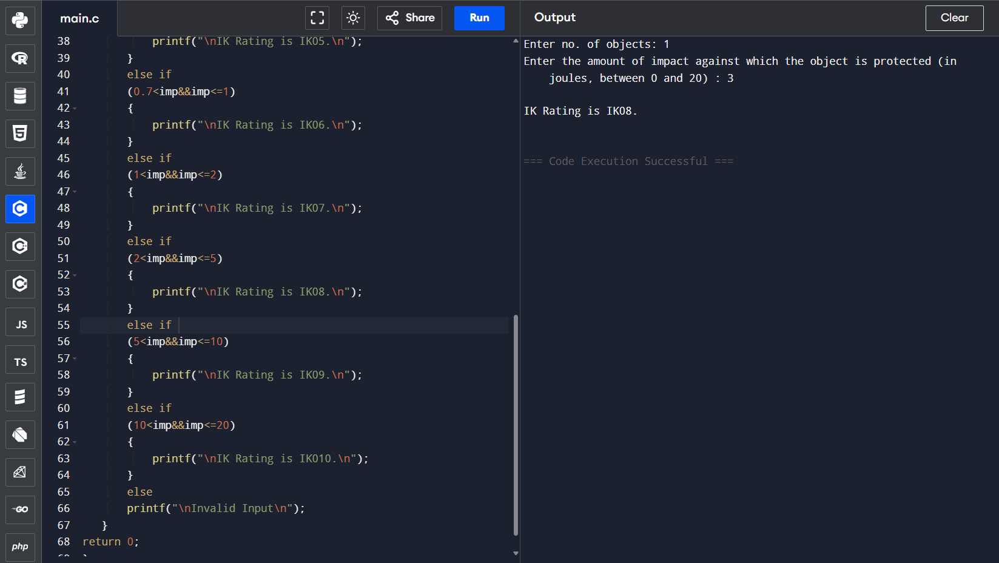 main.c
Share
Run
Output
Clear
R
5
C
C
C
JS
TS
GO
php
38 printf("\nIK Rating is IK05.\n");
39 }
40 else if
41 (0.7<imp&&imp<=1)
42 {
43 printf("\nIK Rating is IK06.\n");
44 }
45 else if
46 (1<imp&&imp<=2)
47 {
48 printf("\nIK Rating is IK07.\n");
49 }
50 else if
51 (2<imp&&imp<=5)
52 {
53 printf("\nIK Rating is IK08.\n");
54 }
55 else if
56 (5<imp&&imp<=10)
57 {
58 printf("\nIK Rating is IK09.\n");
59 }
60 else if
61 (10<imp&&imp<=20)
62 {
63 printf("\nIK Rating is IK010.\n");
64 }
65 else
66 printf("\nInvalid Input\n");
67 }
68 return 0;
Enter no. of objects: 1
Enter the amount of impact against which the object is protected (in
joules, between 0 and 20) : 3
IK Rating is IK08.
=== Code Execution Successful ===